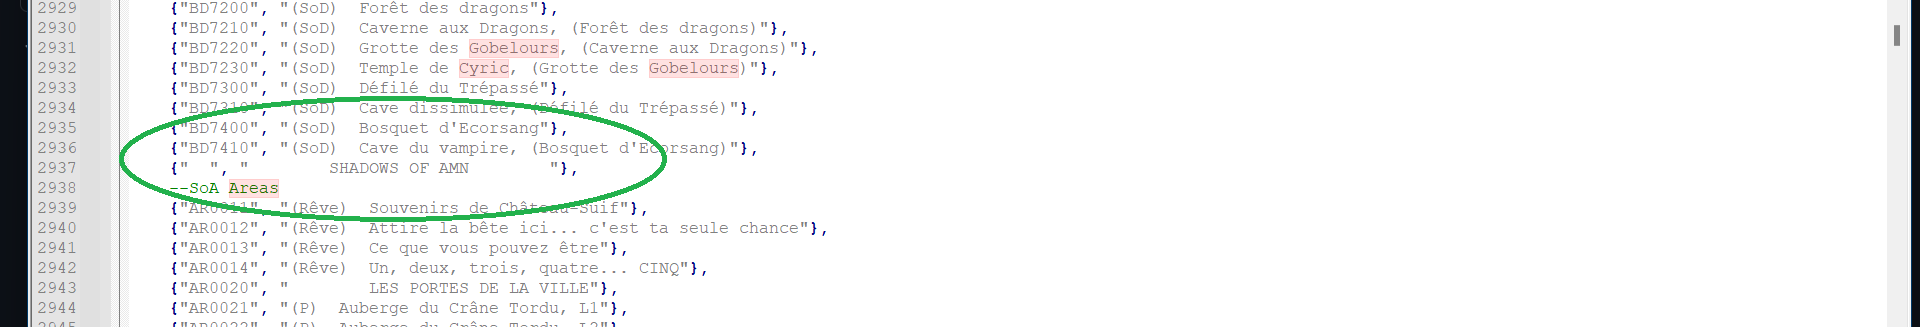 2929 {"BD7200", "(SoD)  Forêt des dragons"},
2930 {"BD7210", "(SoD)  Caverne aux Dragons, (Forêt des dragons)"},
2931 {"BD7220", "(SoD)  Grotte des Gobelours, (Caverne aux Dragons)"},
2932 {"BD7230", "(SoD)  Temple de Cyric, (Grotte des Gobelours)"},
2933 {"BD7300", "(SoD)  Défilé du Trépassé"},
2934 {"BD7310", "(SoD)  Cave dissimulée, (Défilé du Trépassé)"},
2935 {"BD7400", "(SoD)  Bosquet d'Ecorsang"},
2936 {"BD7410", "(SoD)  Cave du vampire, (Bosquet d'Ecorsang)"},
2937 {"  ", "        SHADOWS OF AMN        "},
2938 --SoA Areas
2939 {"AR0011", "(Rêve)  Souvenirs de Château-Suif"},
2940 {"AR0012", "(Rêve)  Attire la bête ici... c'est ta seule chance"},
2941 {"AR0013", "(Rêve)  Ce que vous pouvez être"},
2942 {"AR0014", "(Rêve)  Un, deux, trois, quatre... CINQ"},
2943 {"AR0020", "        LES PORTES DE LA VILLE"},
2944 {"AR0021", "(P)  Auberge du Crâne Tordu, L1"},
2945 {"AR0022", "(P)  Auberge du Crâne Tordu, L2"},